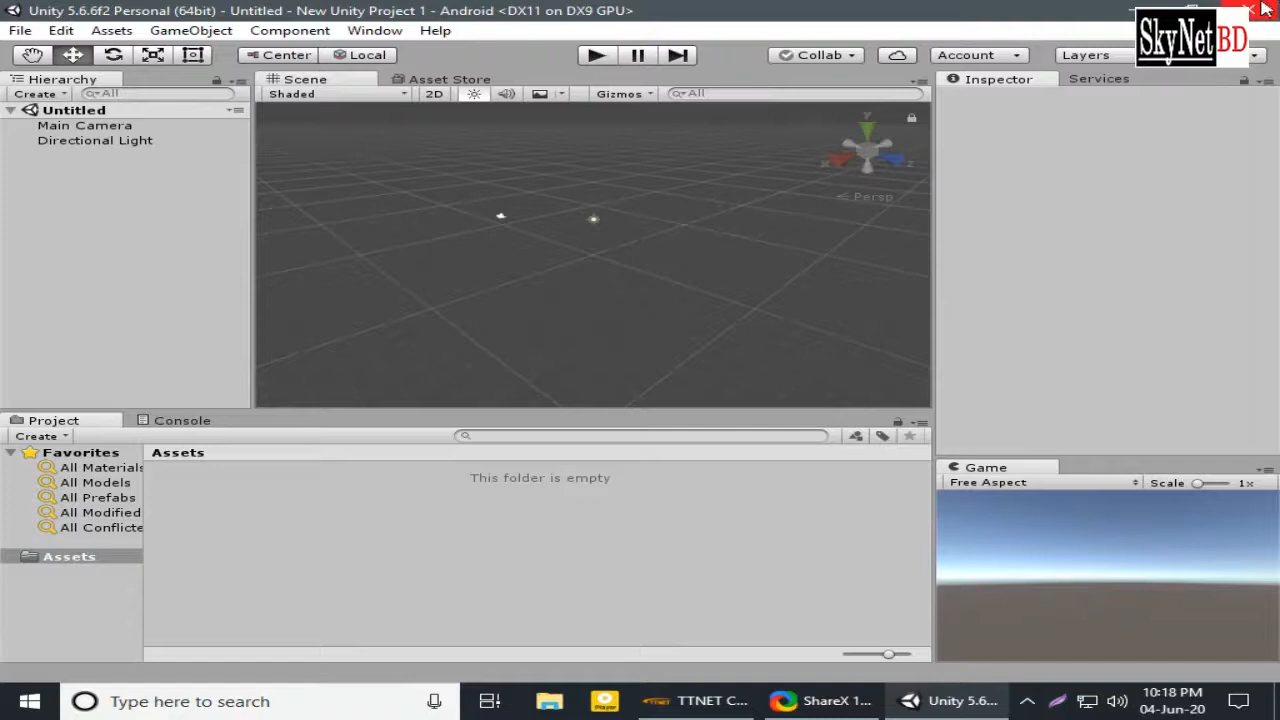 Unity 5.6.6f2 Personal (64bit) - Untitled - New Unity Project 1 - Android <DX11 on DX9 GPU>
SkyNetBD
File Edit Assets GameObject Component Window Help
Center Local Collab Account Layers
Hierarchy Scene Asset Store Inspector Services
Create All Shaded 2D Gizmos All
Untitled
Main Camera
Directional Light
y
x z
Persp
Project Console
Create
Favorites Assets
All Materials This folder is empty
All Models
All Prefabs
All Modified
All Conflicte
Assets
Game
Free Aspect Scale 1x
Type here to search Player TTNET C... ShareX 1... Unity 5.6... 10:18 PM
04-Jun-20